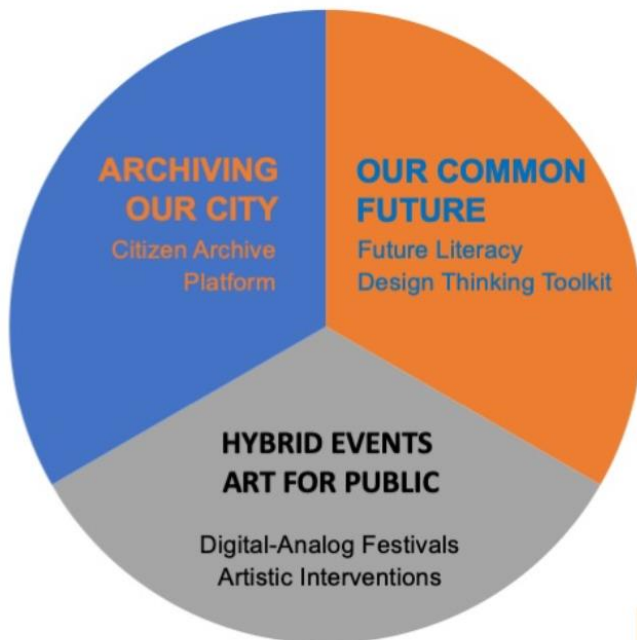 ARCHIVING
OUR CITY
Citizen Archive
Platform
OUR COMMON
FUTURE
Future Literacy
Design Thinking Toolkit
HYBRID EVENTS
ART FOR PUBLIC
Digital-Analog Festivals
Artistic Interventions